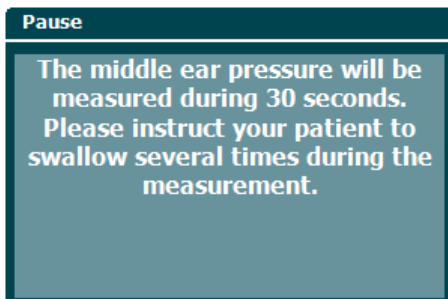 Pause
The middle ear pressure will be
measured during 30 seconds.
Please instruct your patient to
swallow several times during the
measurement.